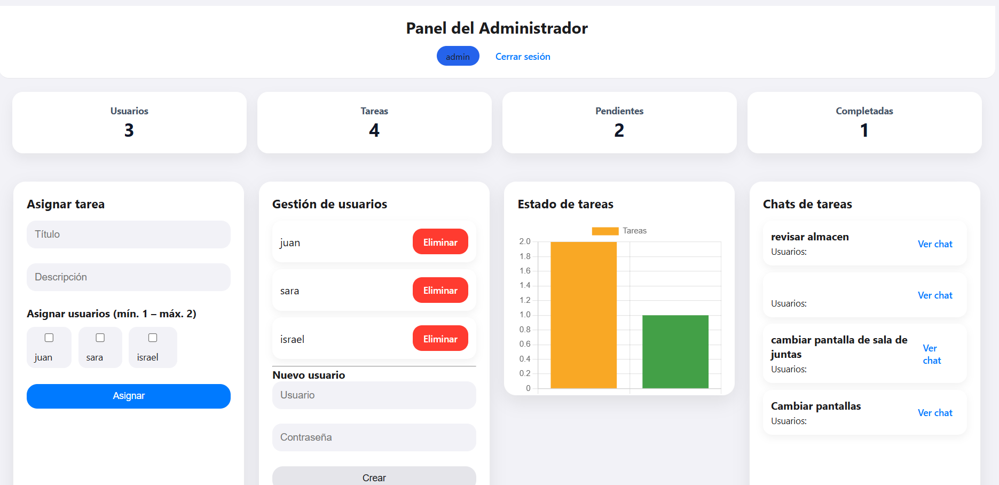 Panel del Administrador
admin
Cerrar sesión
Usuarios
3
Tareas
4
Pendientes
2
Completadas
1
Asignar tarea
Título
Descripción
Asignar usuarios (mín. 1 – máx. 2)
juan
sara
israel
Asignar
Gestión de usuarios
juan
Eliminar
sara
Eliminar
israel
Eliminar
Nuevo usuario
Usuario
Contraseña
Crear
Estado de tareas
Tareas
2.0
1.8
1.6
1.4
1.2
1.0
0.8
0.6
0.4
0.2
0
Chats de tareas
revisar almacen
Usuarios:
Ver chat
Usuarios:
Ver chat
cambiar pantalla de sala de
juntas
Usuarios:
Ver
chat
Cambiar pantallas
Usuarios:
Ver chat